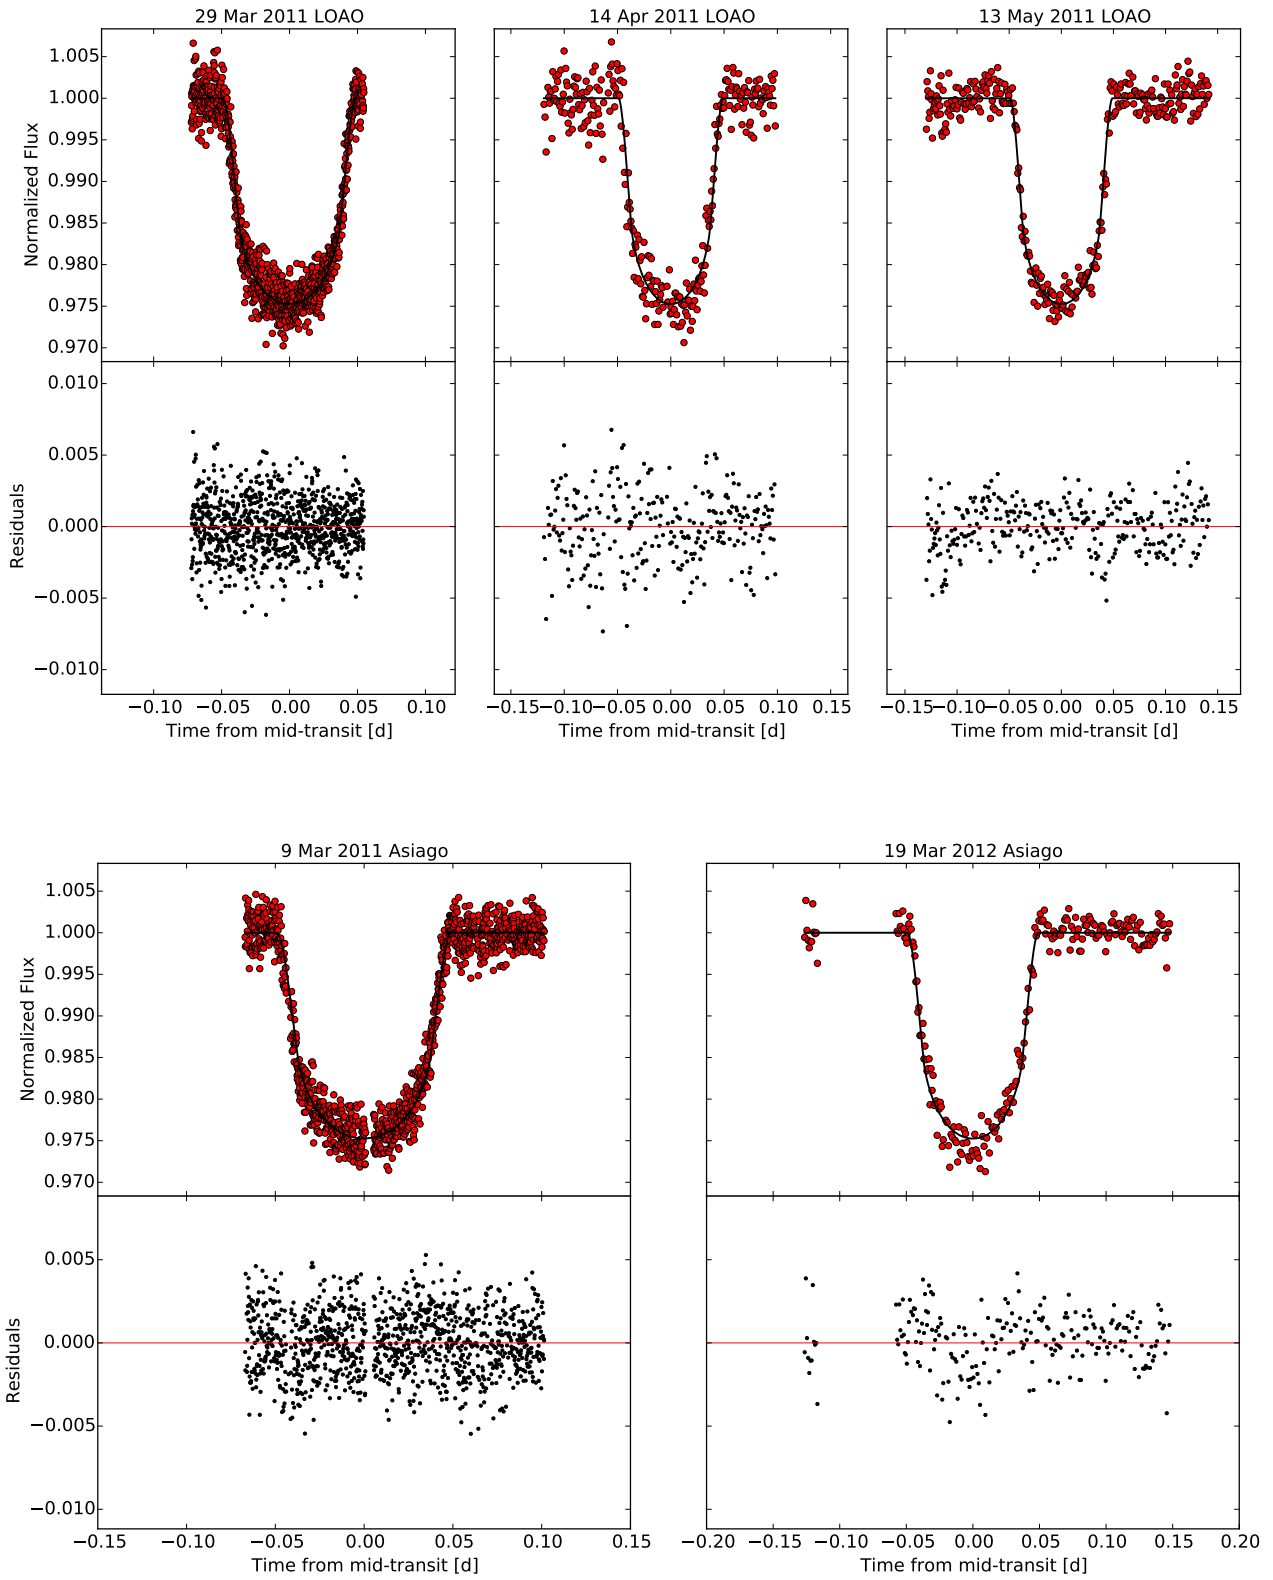 29 Mar 2011 LOAO
14 Apr 2011 LOAO
13 May 2011 LOAO
Normalized Flux
1.005
1.000
0.995
0.990
0.985
0.980
0.975
0.970
Residuals
0.010
0.005
0.000
−0.005
−0.010
−0.10 −0.05 0.00 0.05 0.10
−0.15 −0.10 −0.05 0.00 0.05 0.10 0.15
−0.15 −0.10 −0.05 0.00 0.05 0.10 0.15
Time from mid-transit [d]
Time from mid-transit [d]
Time from mid-transit [d]
9 Mar 2011 Asiago
19 Mar 2012 Asiago
Normalized Flux
1.005
1.000
0.995
0.990
0.985
0.980
0.975
0.970
Residuals
0.005
0.000
−0.005
−0.010
−0.15 −0.10 −0.05 0.00 0.05 0.10 0.15
−0.20 −0.15 −0.10 −0.05 0.00 0.05 0.10 0.15 0.20
Time from mid-transit [d]
Time from mid-transit [d]